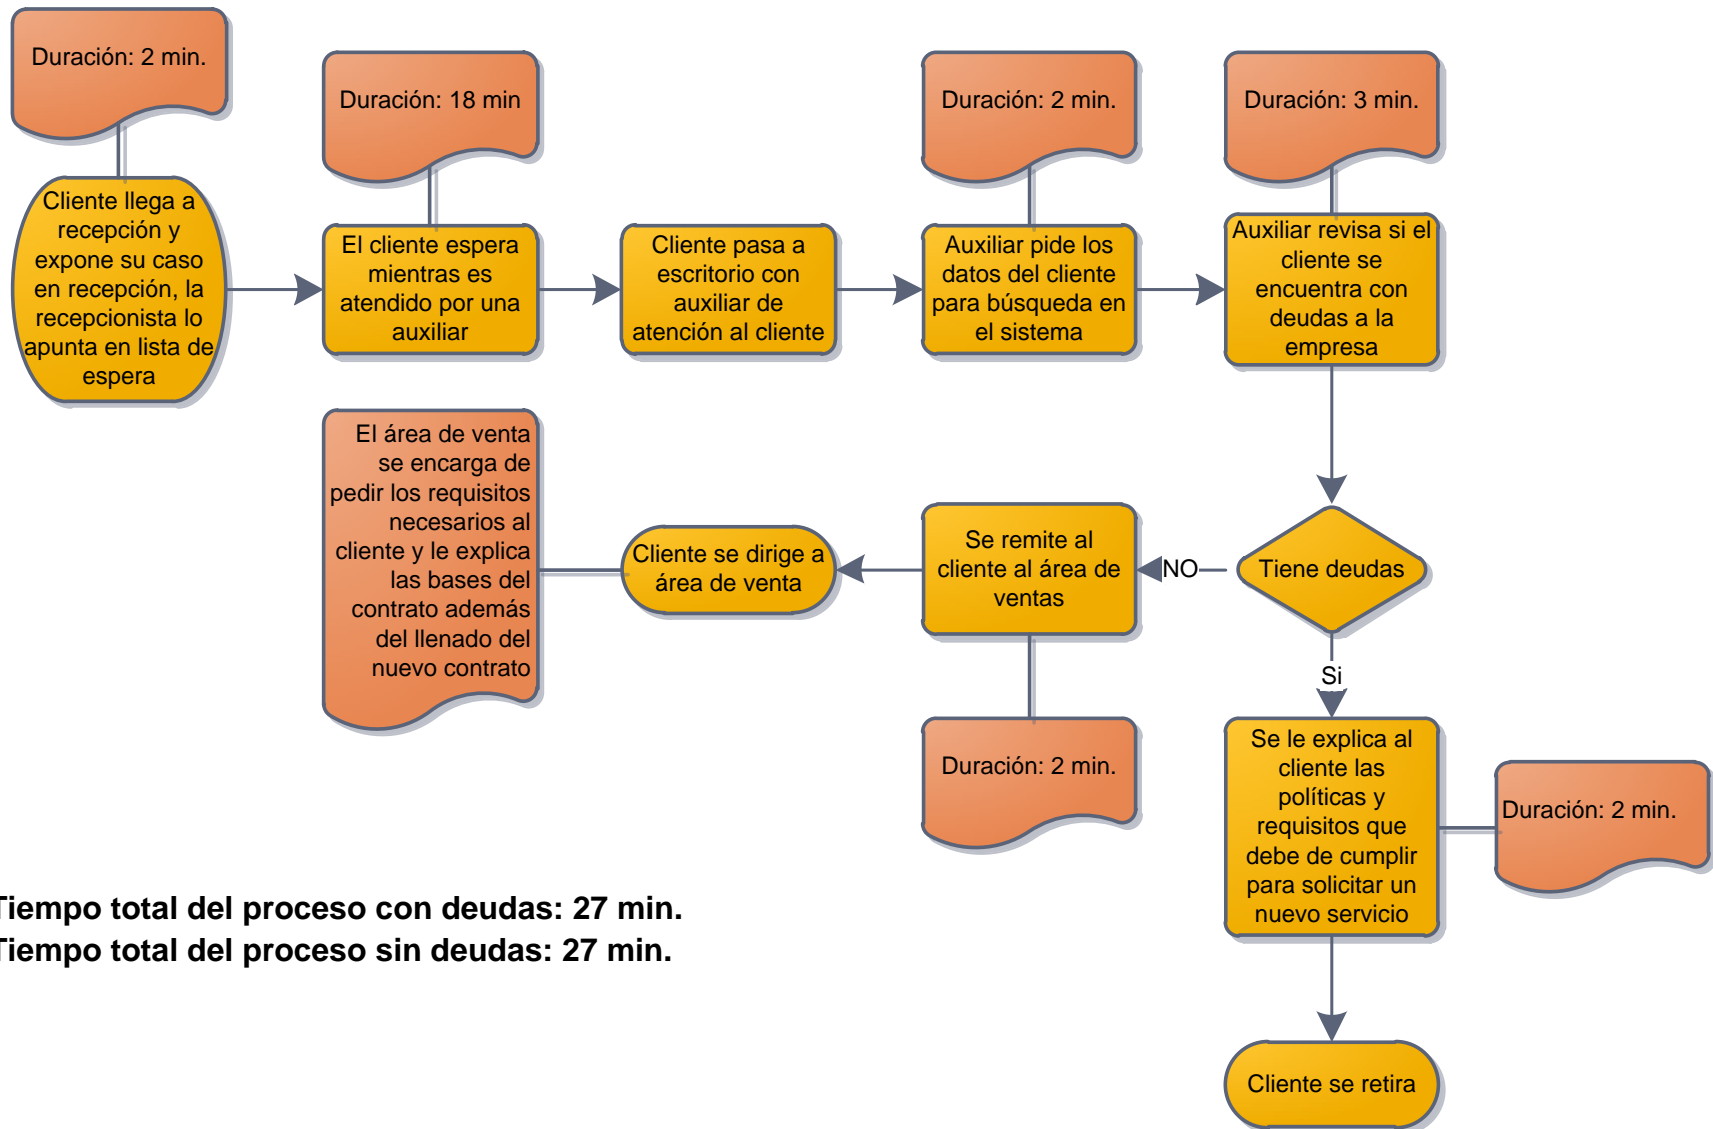 Duración: 2 min.
Duración: 18 min
Duración: 2 min.
Duración: 3 min.
Cliente llega a
recepción y
expone su caso
en recepción, la
recepcionista lo
apunta en lista de
espera
El cliente espera
mientras es
atendido por una
auxiliar
Cliente pasa a
escritorio con
auxiliar de
atención al cliente
Auxiliar pide los
datos del cliente
para búsqueda en
el sistema
Auxiliar revisa si el
cliente se
encuentra con
deudas a la
empresa
Tiene deudas
NO
Se remite al
cliente al área de
ventas
Duración: 2 min.
Cliente se dirige a
área de venta
El área de venta
se encarga de
pedir los requisitos
necesarios al
cliente y le explica
las bases del
contrato además
del llenado del
nuevo contrato
Si
Se le explica al
cliente las
políticas y
requisitos que
debe de cumplir
para solicitar un
nuevo servicio
Duración: 2 min.
Cliente se retira
Tiempo total del proceso con deudas: 27 min.
Tiempo total del proceso sin deudas: 27 min.